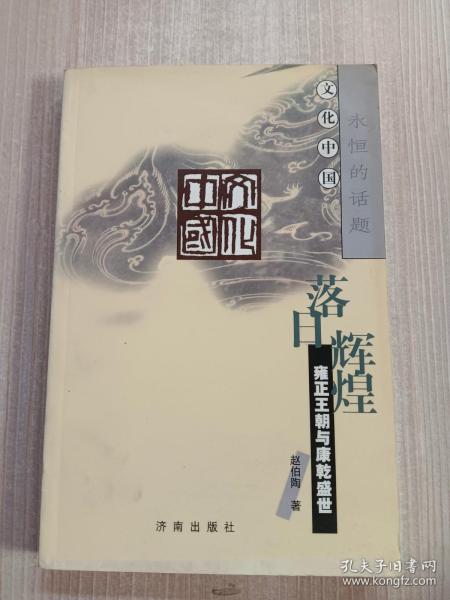 文化中国
永恒的话题
文化
中國
落日
辉煌
雍正王朝与康乾盛世
赵伯陶 著
济南出版社
孔夫子旧书网
www.kongfz.com